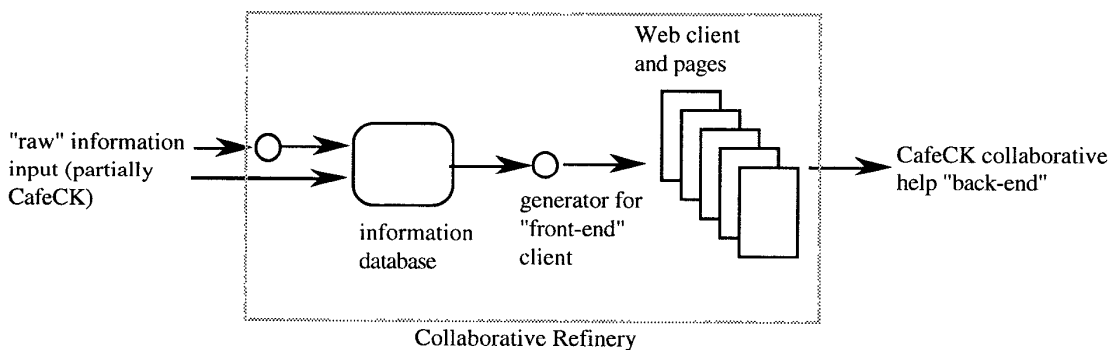 Web client
and pages
"raw" information
input (partially
CafeCK)
information
database
generator for
"front-end"
client
CafeCK collaborative
help "back-end"
Collaborative Refinery